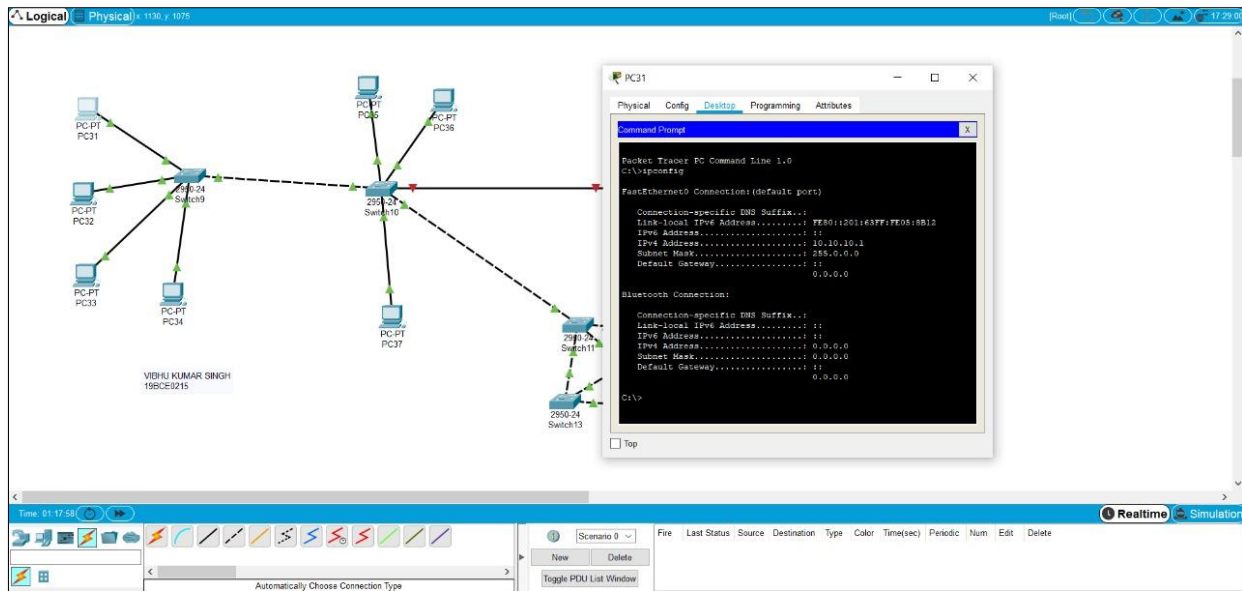 Logical
Physical
x: 1130, y: 1075
[Root]
17:29:00
PC-PT
PC31
PC-PT
PC32
PC-PT
PC33
PC-PT
PC34
2950-24
Switch9
PC-PT
PC35
PC-PT
PC36
2950-24
Switch10
PC-PT
PC37
2950-24
Switch11
2950-24
Switch13
VIBHU KUMAR SINGH
19BCE0215
PC31
Physical Config Desktop Programming Attributes
Command Prompt
X
Packet Tracer PC Command Line 1.0
C:\>ipconfig
FastEthernet0 Connection:(default port)
Connection-specific DNS Suffix..:
Link-local IPv6 Address.........: FE80::201:63FF:FE05:8B12
IPv6 Address....................: ::
IPv4 Address....................: 10.10.10.1
Subnet Mask.....................: 255.0.0.0
Default Gateway.................: ::
0.0.0.0
Bluetooth Connection:
Connection-specific DNS Suffix..:
Link-local IPv6 Address.........: ::
IPv6 Address....................: ::
IPv4 Address....................: 0.0.0.0
Subnet Mask.....................: 0.0.0.0
Default Gateway.................: ::
0.0.0.0
C:\>
Top
Time: 01:17:58
Realtime
Simulation
Scenario 0
New
Delete
Toggle PDU List Window
Fire Last Status Source Destination Type Color Time(sec) Periodic Num Edit Delete
Automatically Choose Connection Type